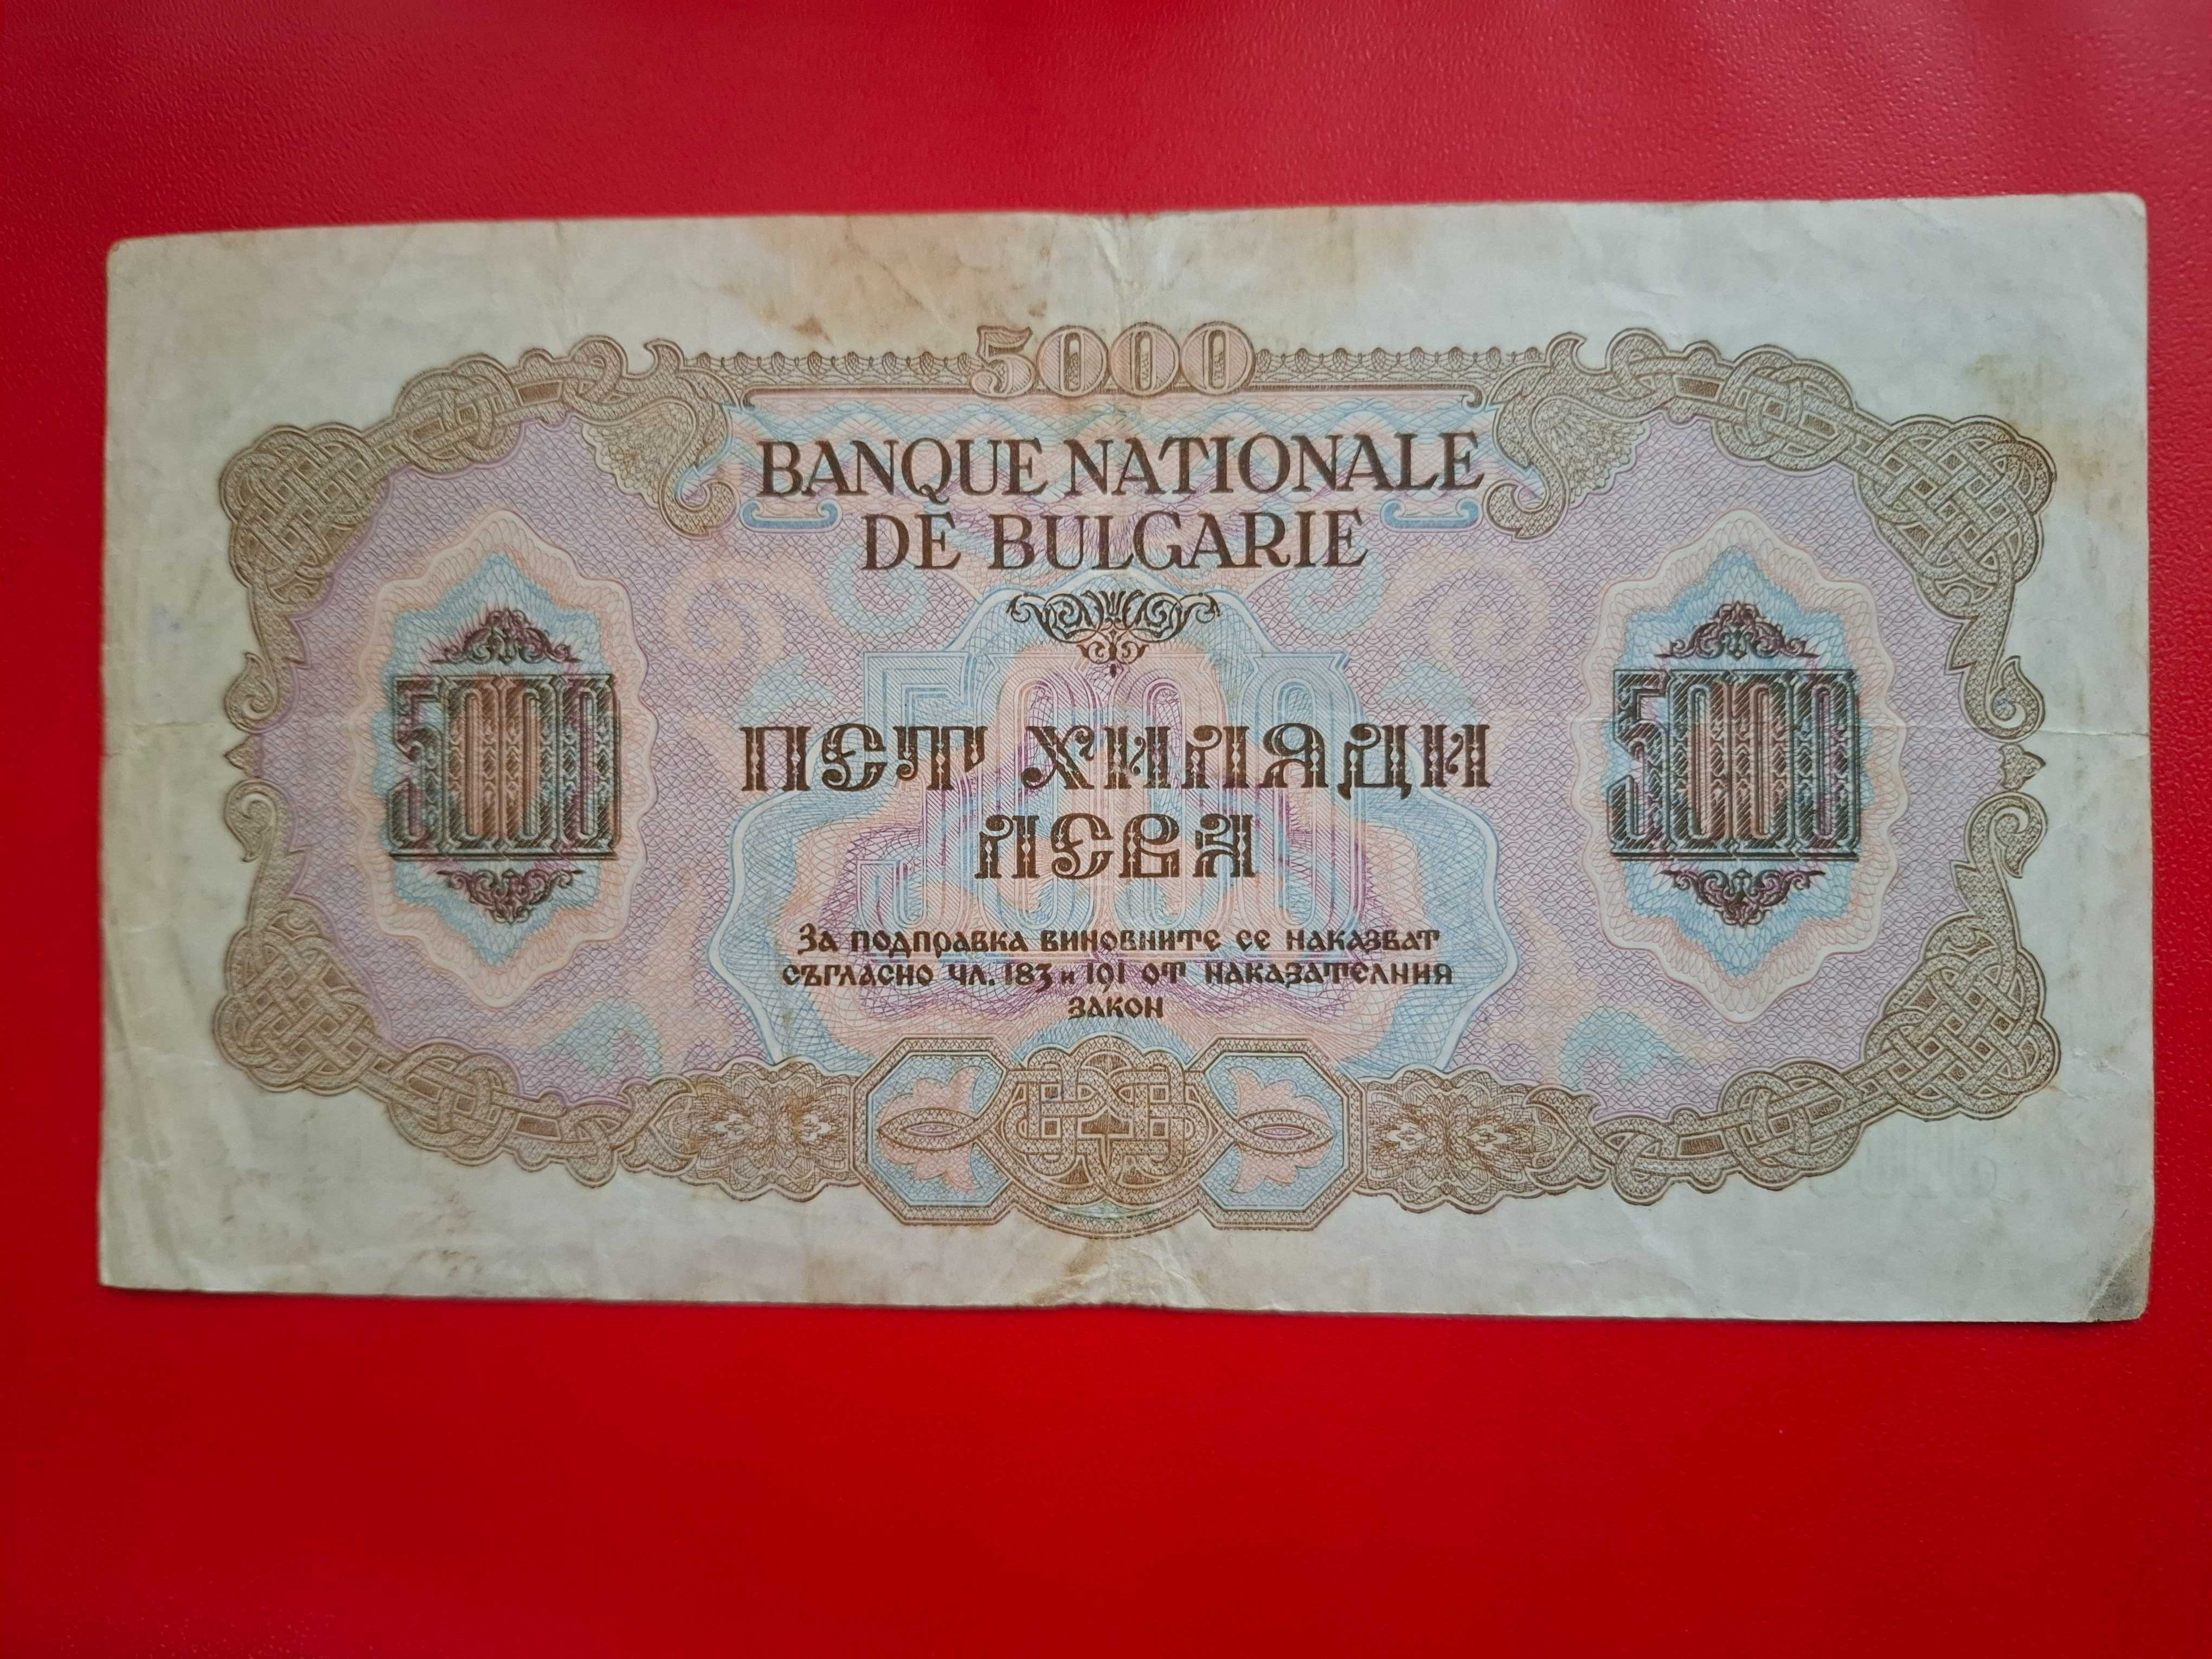 5000
BANQUE NATIONALE
DE BULGARIE
5000
5000
5000
ПЕТ ХИЛЯДИ
ЛЕВА
За подправка виновните се наказват
съгласно чл. 183 и 191 от наказателния
закон